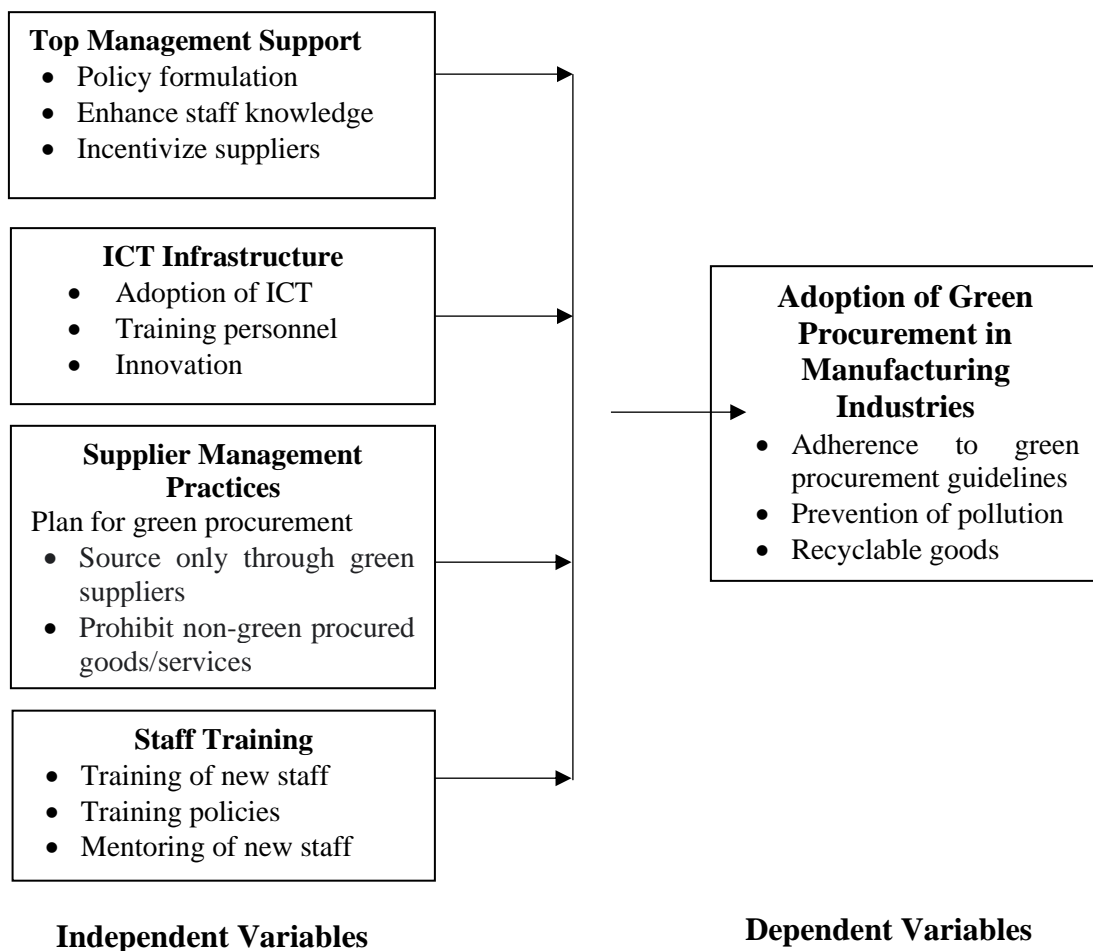 Top Management Support
• Policy formulation
• Enhance staff knowledge
• Incentivize suppliers
ICT Infrastructure
• Adoption of ICT
• Training personnel
• Innovation
Supplier Management
Practices
Plan for green procurement
• Source only through green
suppliers
• Prohibit non-green procured
goods/services
Staff Training
• Training of new staff
• Training policies
• Mentoring of new staff
Independent Variables
Adoption of Green
Procurement in
Manufacturing
Industries
• Adherence to green
procurement guidelines
• Prevention of pollution
• Recyclable goods
Dependent Variables